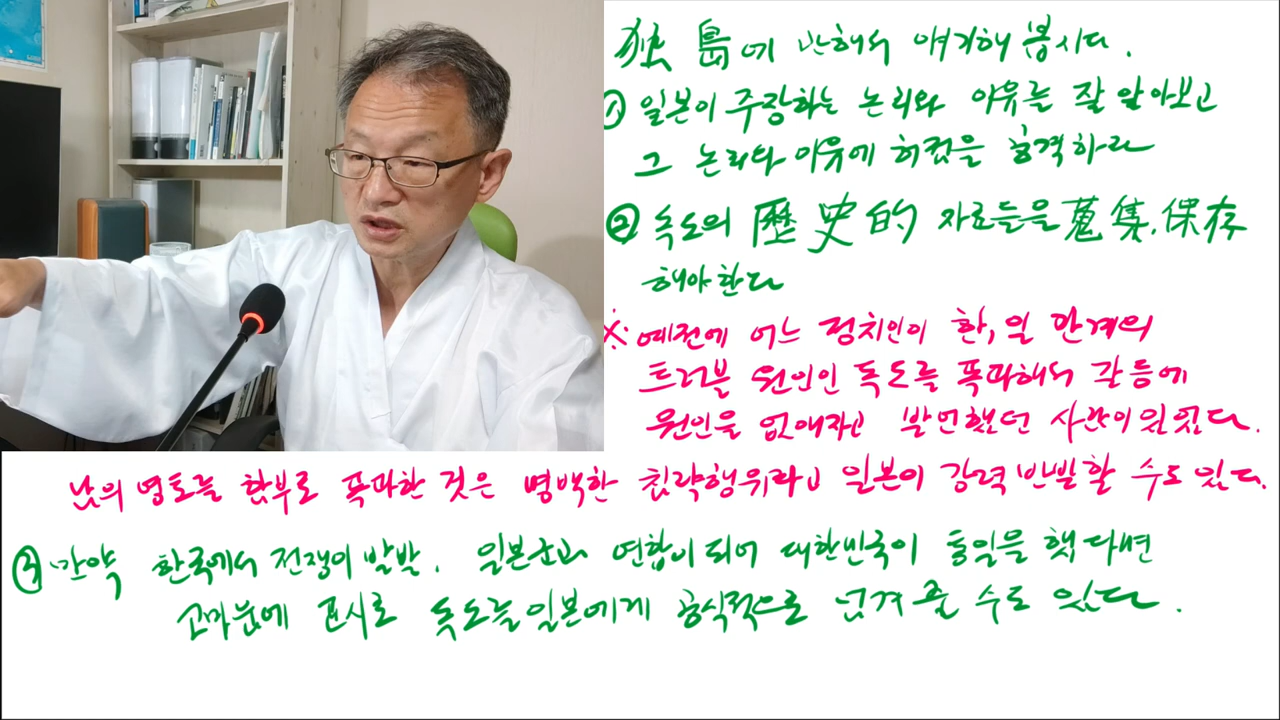 独島에 관해서 얘기해 봅시다.
① 일본이 주장하는 논리와 이유를 잘 알아보고
그 논리와 이유에 허점을 공격하라
② 독도의 歷史的 자료들을 蒐集.保存
해야한다
※ 예전에 어느 정치인이 한,일 관계의
트러블 원인인 독도를 폭파해서 갈등에
원인을 없애자고 발언했던 사람이 있었다.
남의 영토를 함부로 폭파한 것은 명백한 침략행위라고 일본이 강력 반발할 수도 있다.
③ 만약 한국에서 전쟁이 발발. 일본군과 연합이 되어 대한민국이 통일을 했다면
고마움에 표시로 독도를 일본에게 공식적으로 넘겨 줄 수도 있다.